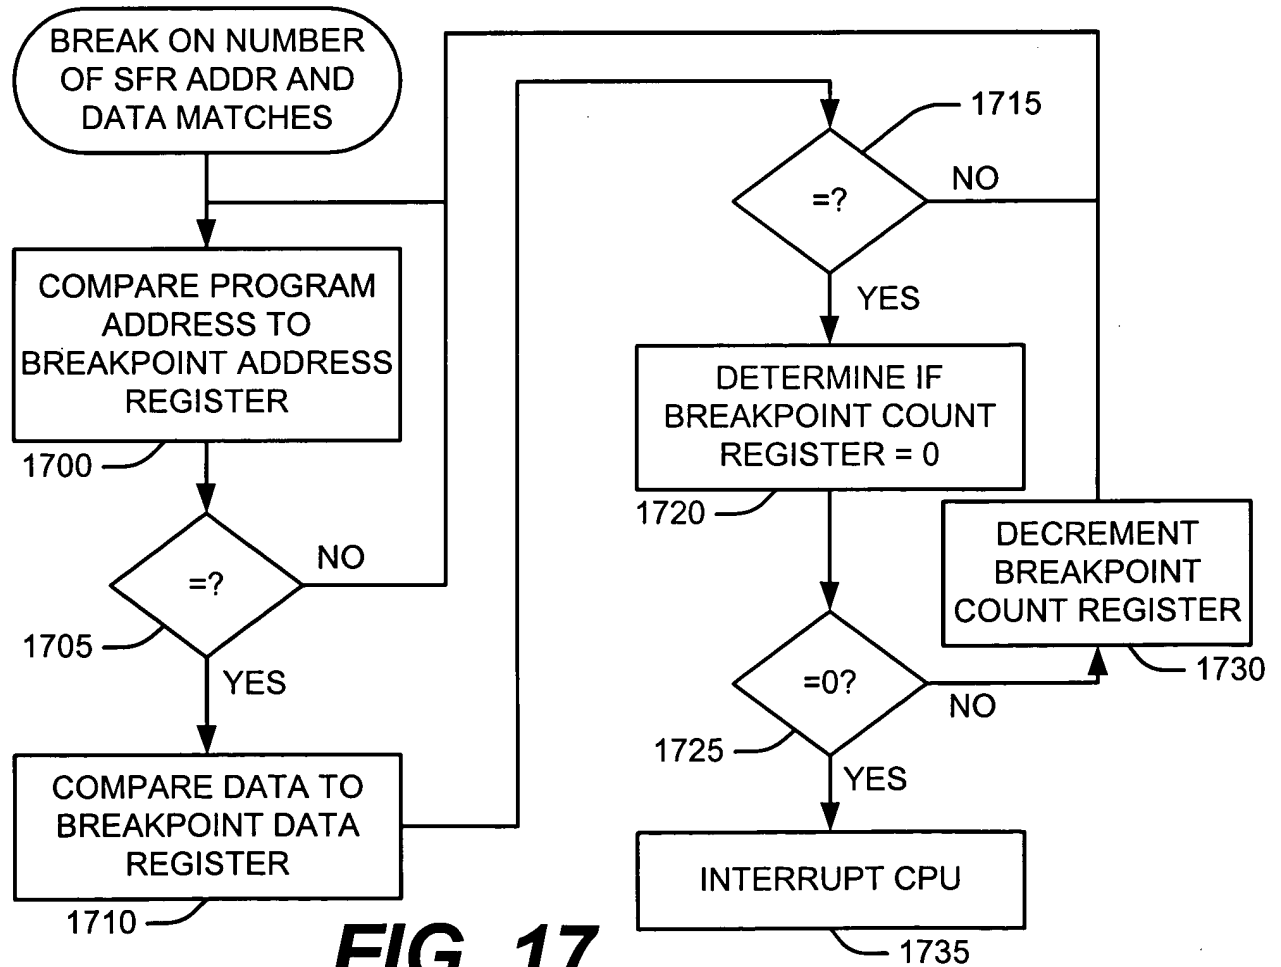 BREAK ON NUMBER
OF SFR ADDR AND
DATA MATCHES
COMPARE PROGRAM
ADDRESS TO
BREAKPOINT ADDRESS
REGISTER
1700
=?
NO
1705
YES
COMPARE DATA TO
BREAKPOINT DATA
REGISTER
1710
1715
=?
NO
YES
DETERMINE IF
BREAKPOINT COUNT
REGISTER = 0
1720
DECREMENT
BREAKPOINT
COUNT REGISTER
1730
=0?
NO
1725
YES
INTERRUPT CPU
1735
FIG. 17